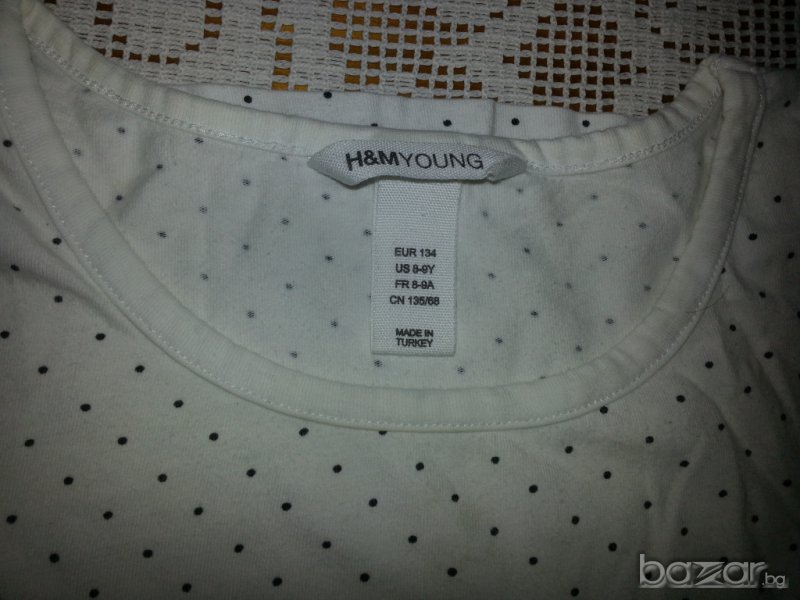 H&MYOUNG
EUR 134
US 8-9Y
FR 8-9A
CN 135/68
MADE IN
TURKEY
bazar.bg